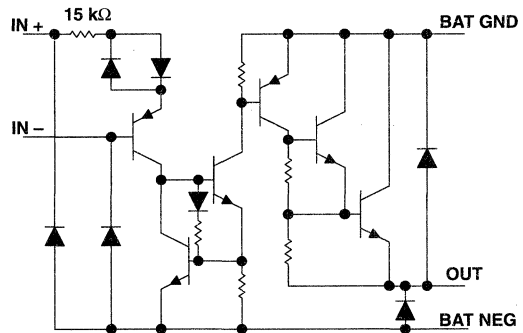 15 kΩ
IN +
BAT GND
IN –
OUT
BAT NEG